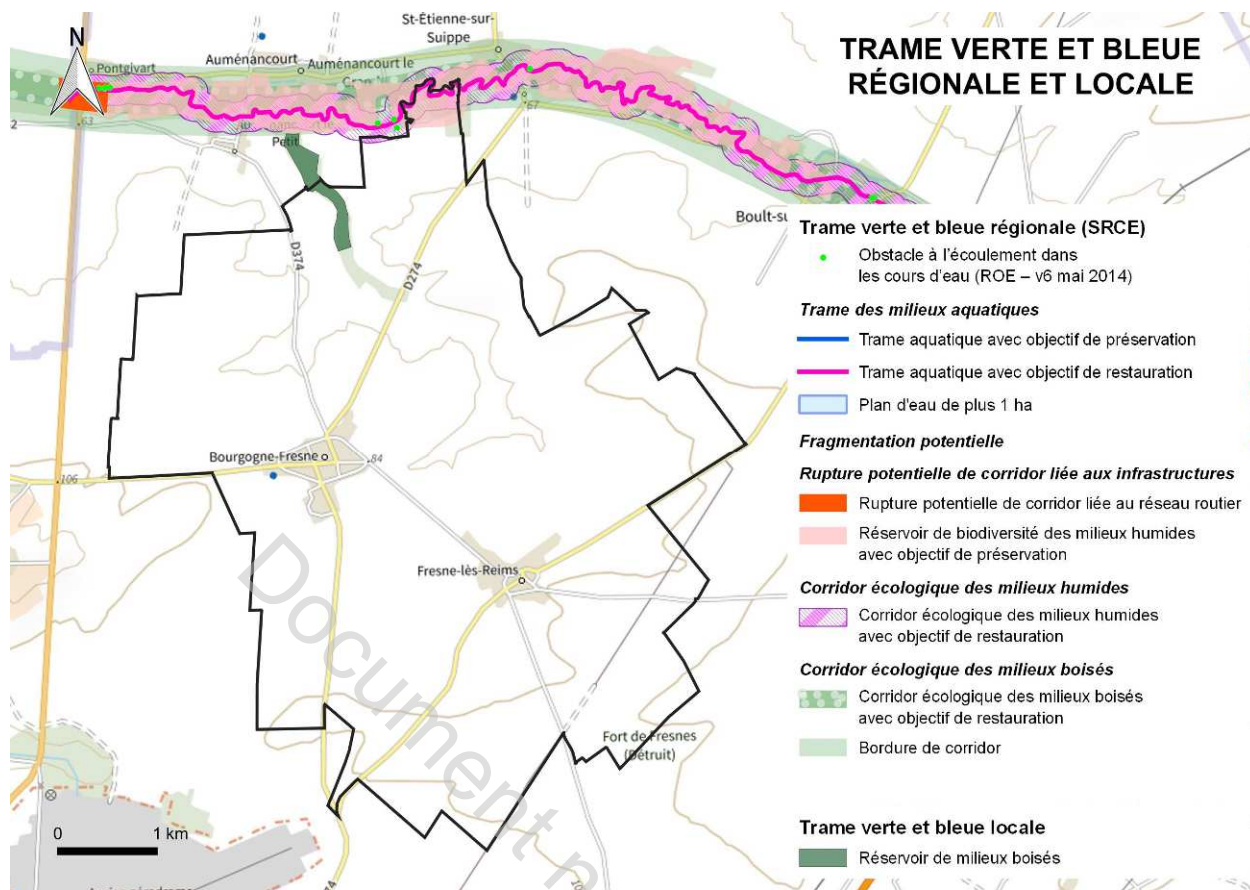 TRAME VERTE ET BLEUE
RÉGIONALE ET LOCALE
N
St-Étienne-sur-
Suippe
Auménancourt
Auménancourt le
Pontgivart
Petit
63
67
2
Boult-su
D374
D274
Bourgogne-Fresne
84
106
Fresne-lès-Reims
Fort de Fresnes
(Détruit)
0 1 km
Document n
Trame verte et bleue régionale (SRCE)
Obstacle à l'écoulement dans
les cours d'eau (ROE – v6 mai 2014)
Trame des milieux aquatiques
Trame aquatique avec objectif de préservation
Trame aquatique avec objectif de restauration
Plan d'eau de plus 1 ha
Fragmentation potentielle
Rupture potentielle de corridor liée aux infrastructures
Rupture potentielle de corridor liée au réseau routier
Réservoir de biodiversité des milieux humides
avec objectif de préservation
Corridor écologique des milieux humides
Corridor écologique des milieux humides
avec objectif de restauration
Corridor écologique des milieux boisés
Corridor écologique des milieux boisés
avec objectif de restauration
Bordure de corridor
Trame verte et bleue locale
Réservoir de milieux boisés